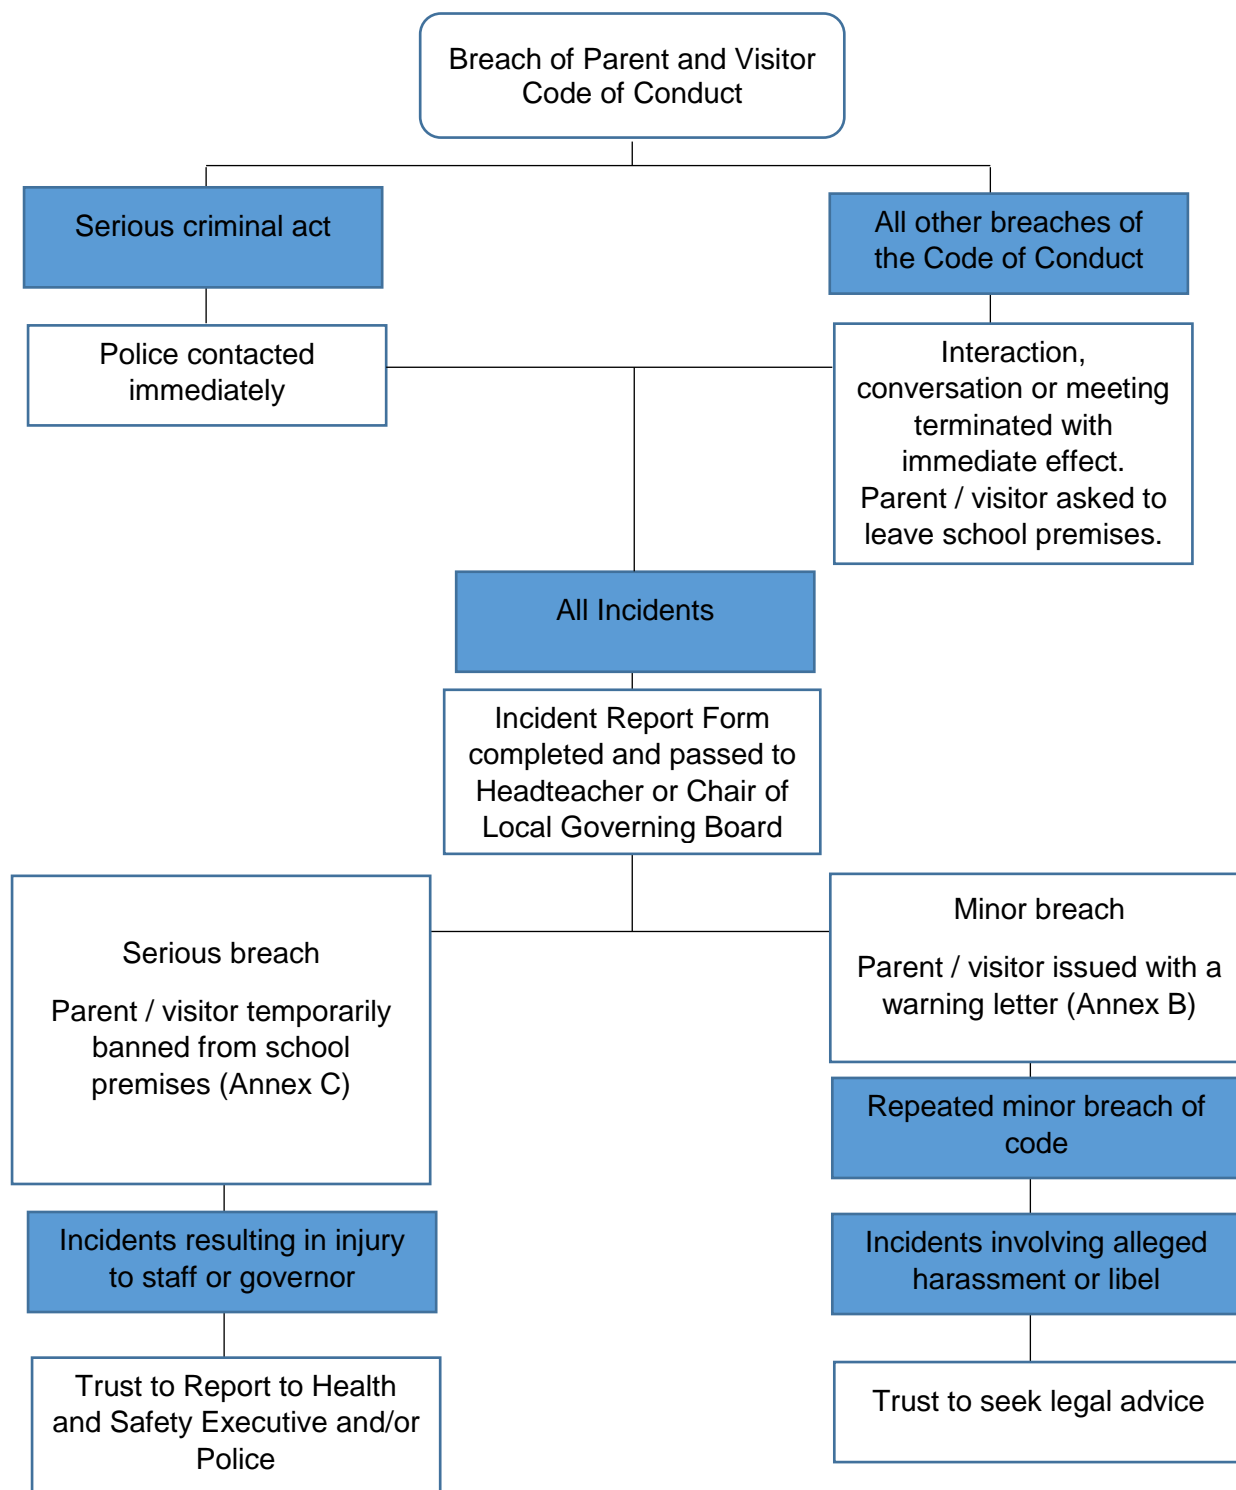 Breach of Parent and Visitor
Code of Conduct
Serious criminal act
All other breaches of
the Code of Conduct
Police contacted
immediately
Interaction,
conversation or meeting
terminated with
immediate effect.
Parent / visitor asked to
leave school premises.
All Incidents
Incident Report Form
completed and passed to
Headteacher or Chair of
Local Governing Board
Serious breach
Parent / visitor temporarily
banned from school
premises (Annex C)
Minor breach
Parent / visitor issued with a
warning letter (Annex B)
Repeated minor breach of
code
Incidents resulting in injury
to staff or governor
Incidents involving alleged
harassment or libel
Trust to Report to Health
and Safety Executive and/or
Police
Trust to seek legal advice